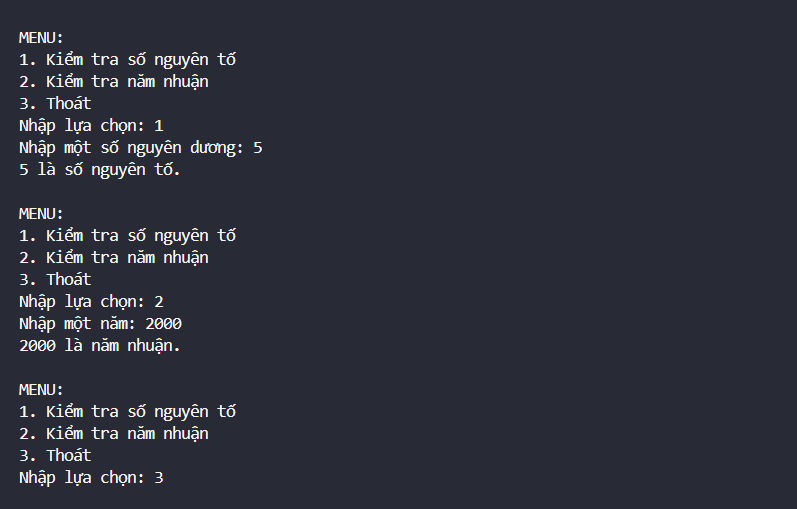 MENU:
1. Kiểm tra số nguyên tố
2. Kiểm tra năm nhuận
3. Thoát
Nhập lựa chọn: 1
Nhập một số nguyên dương: 5
5 là số nguyên tố.
MENU:
1. Kiểm tra số nguyên tố
2. Kiểm tra năm nhuận
3. Thoát
Nhập lựa chọn: 2
Nhập một năm: 2000
2000 là năm nhuận.
MENU:
1. Kiểm tra số nguyên tố
2. Kiểm tra năm nhuận
3. Thoát
Nhập lựa chọn: 3